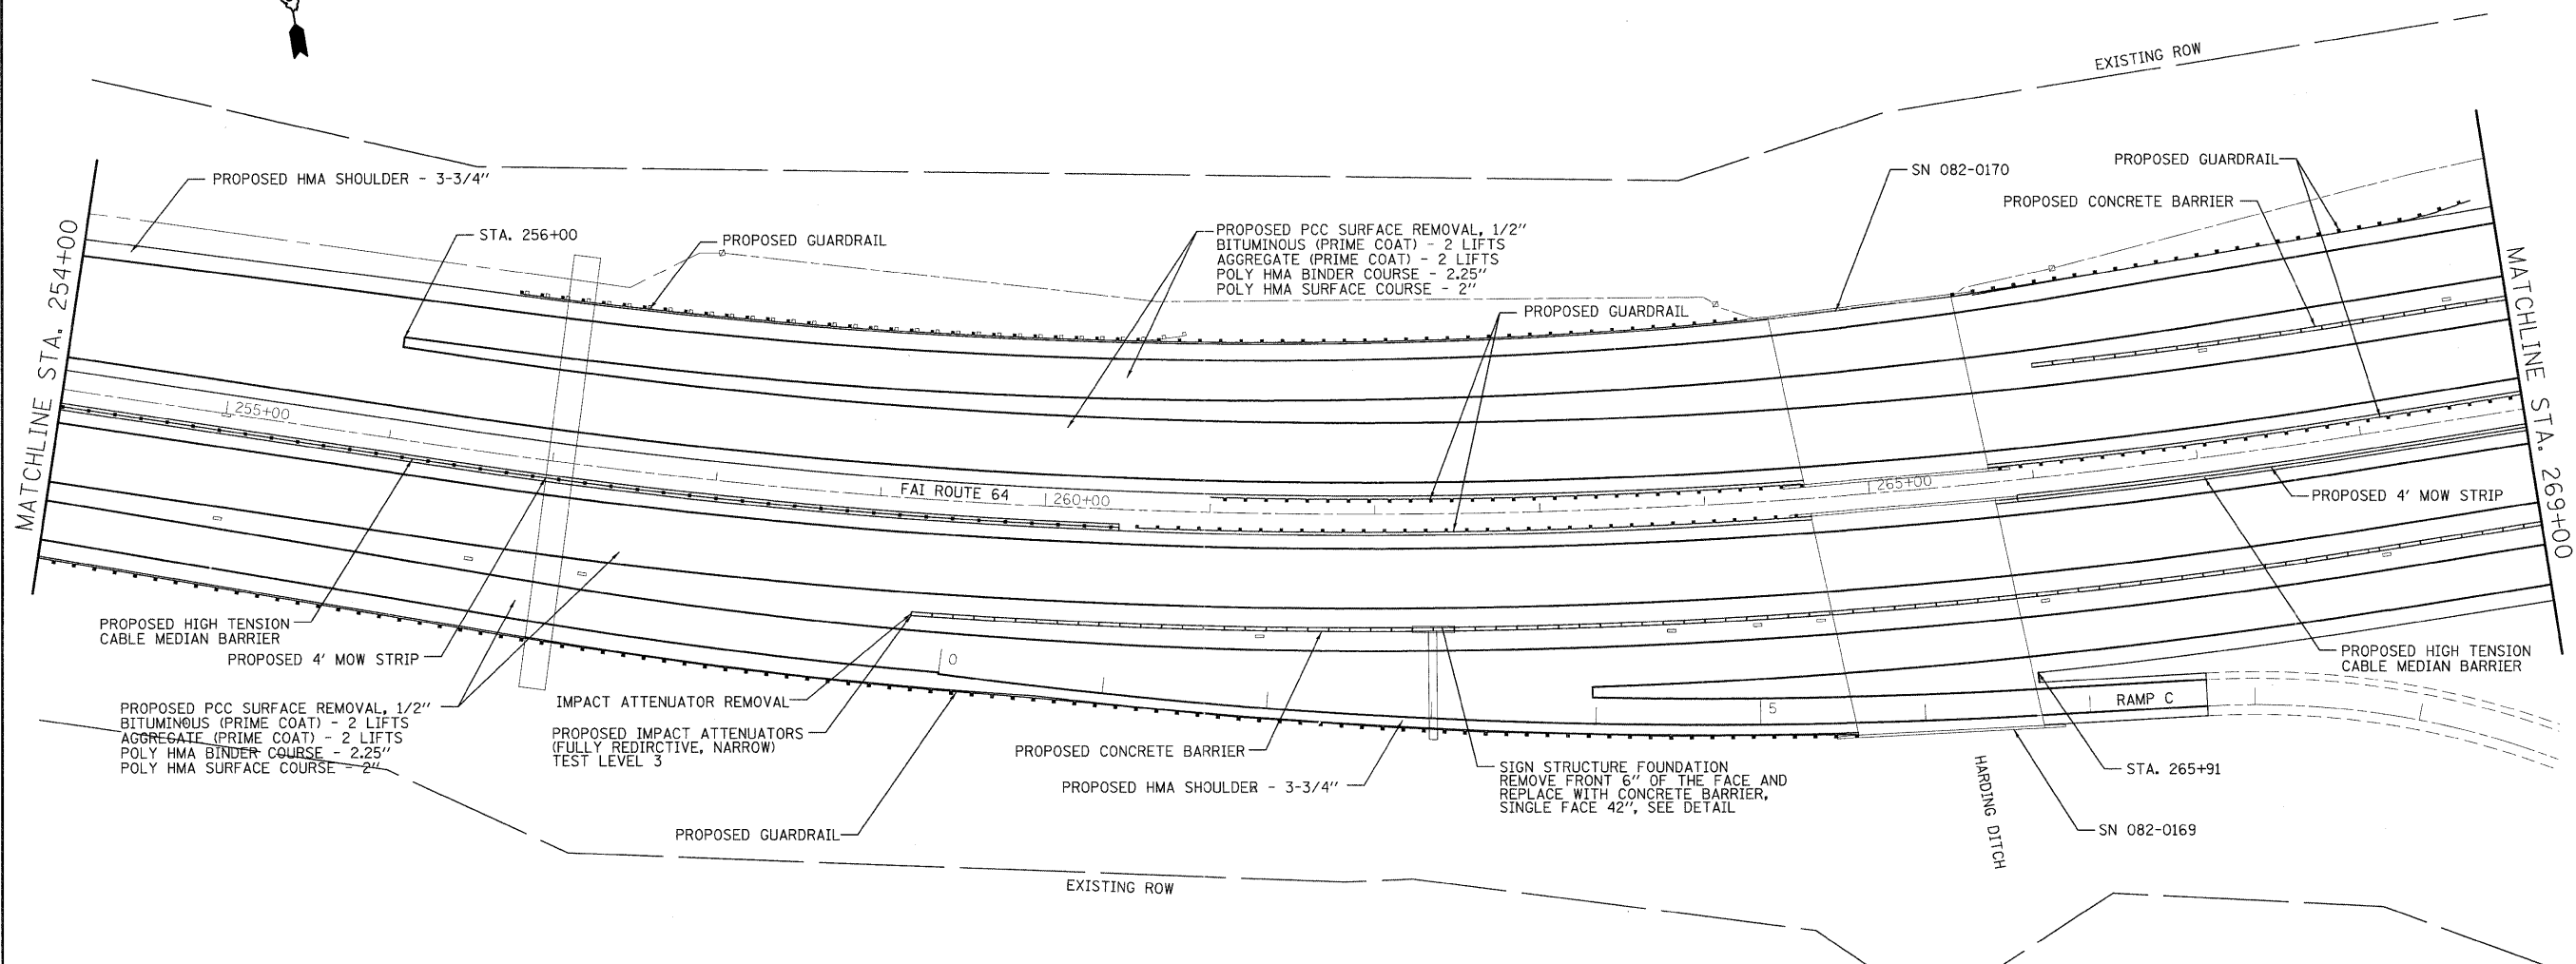 EXISTING ROW
PROPOSED HMA SHOULDER - 3-3/4"
SN 082-0170
PROPOSED GUARDRAIL
PROPOSED CONCRETE BARRIER
MATCHLINE STA. 254+00
STA. 256+00
PROPOSED GUARDRAIL
PROPOSED PCC SURFACE REMOVAL, 1/2"
BITUMINOUS (PRIME COAT) - 2 LIFTS
AGGREGATE (PRIME COAT) - 2 LIFTS
POLY HMA BINDER COURSE - 2.25"
POLY HMA SURFACE COURSE - 2"
PROPOSED GUARDRAIL
MATCHLINE STA. 269+00
255+00
FAI ROUTE 64
260+00
265+00
PROPOSED 4' MOW STRIP
PROPOSED HIGH TENSION
CABLE MEDIAN BARRIER
PROPOSED 4' MOW STRIP
0
PROPOSED HIGH TENSION
CABLE MEDIAN BARRIER
PROPOSED PCC SURFACE REMOVAL, 1/2"
BITUMINOUS (PRIME COAT) - 2 LIFTS
AGGREGATE (PRIME COAT) - 2 LIFTS
POLY HMA BINDER COURSE - 2.25"
POLY HMA SURFACE COURSE - 2"
IMPACT ATTENUATOR REMOVAL
PROPOSED IMPACT ATTENUATORS
(FULLY REDIRCTIVE, NARROW)
TEST LEVEL 3
PROPOSED CONCRETE BARRIER
PROPOSED HMA SHOULDER - 3-3/4"
5
RAMP C
SIGN STRUCTURE FOUNDATION
REMOVE FRONT 6" OF THE FACE AND
REPLACE WITH CONCRETE BARRIER,
SINGLE FACE 42", SEE DETAIL
STA. 265+91
HARDING DITCH
SN 082-0169
PROPOSED GUARDRAIL
EXISTING ROW